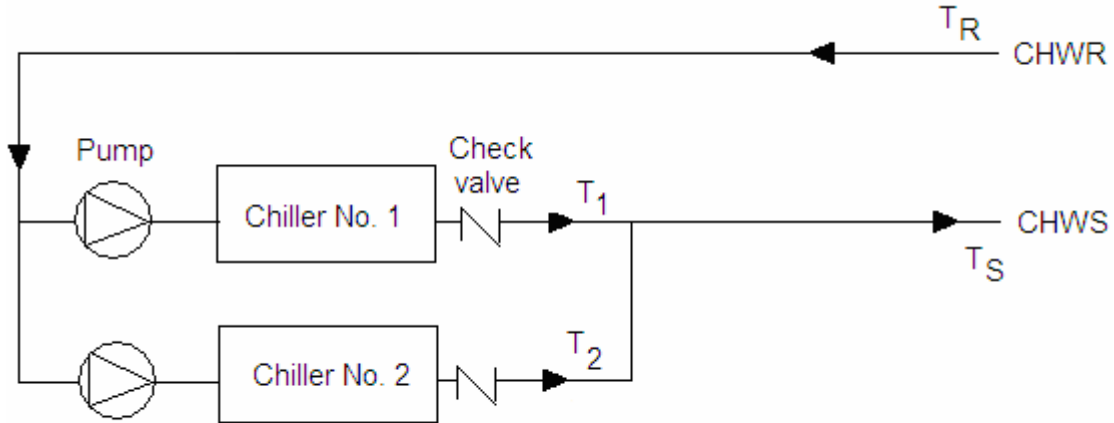 T_R
CHWR
Pump
Check
valve
Chiller No. 1
T_1
CHWS
T_S
Chiller No. 2
T_2